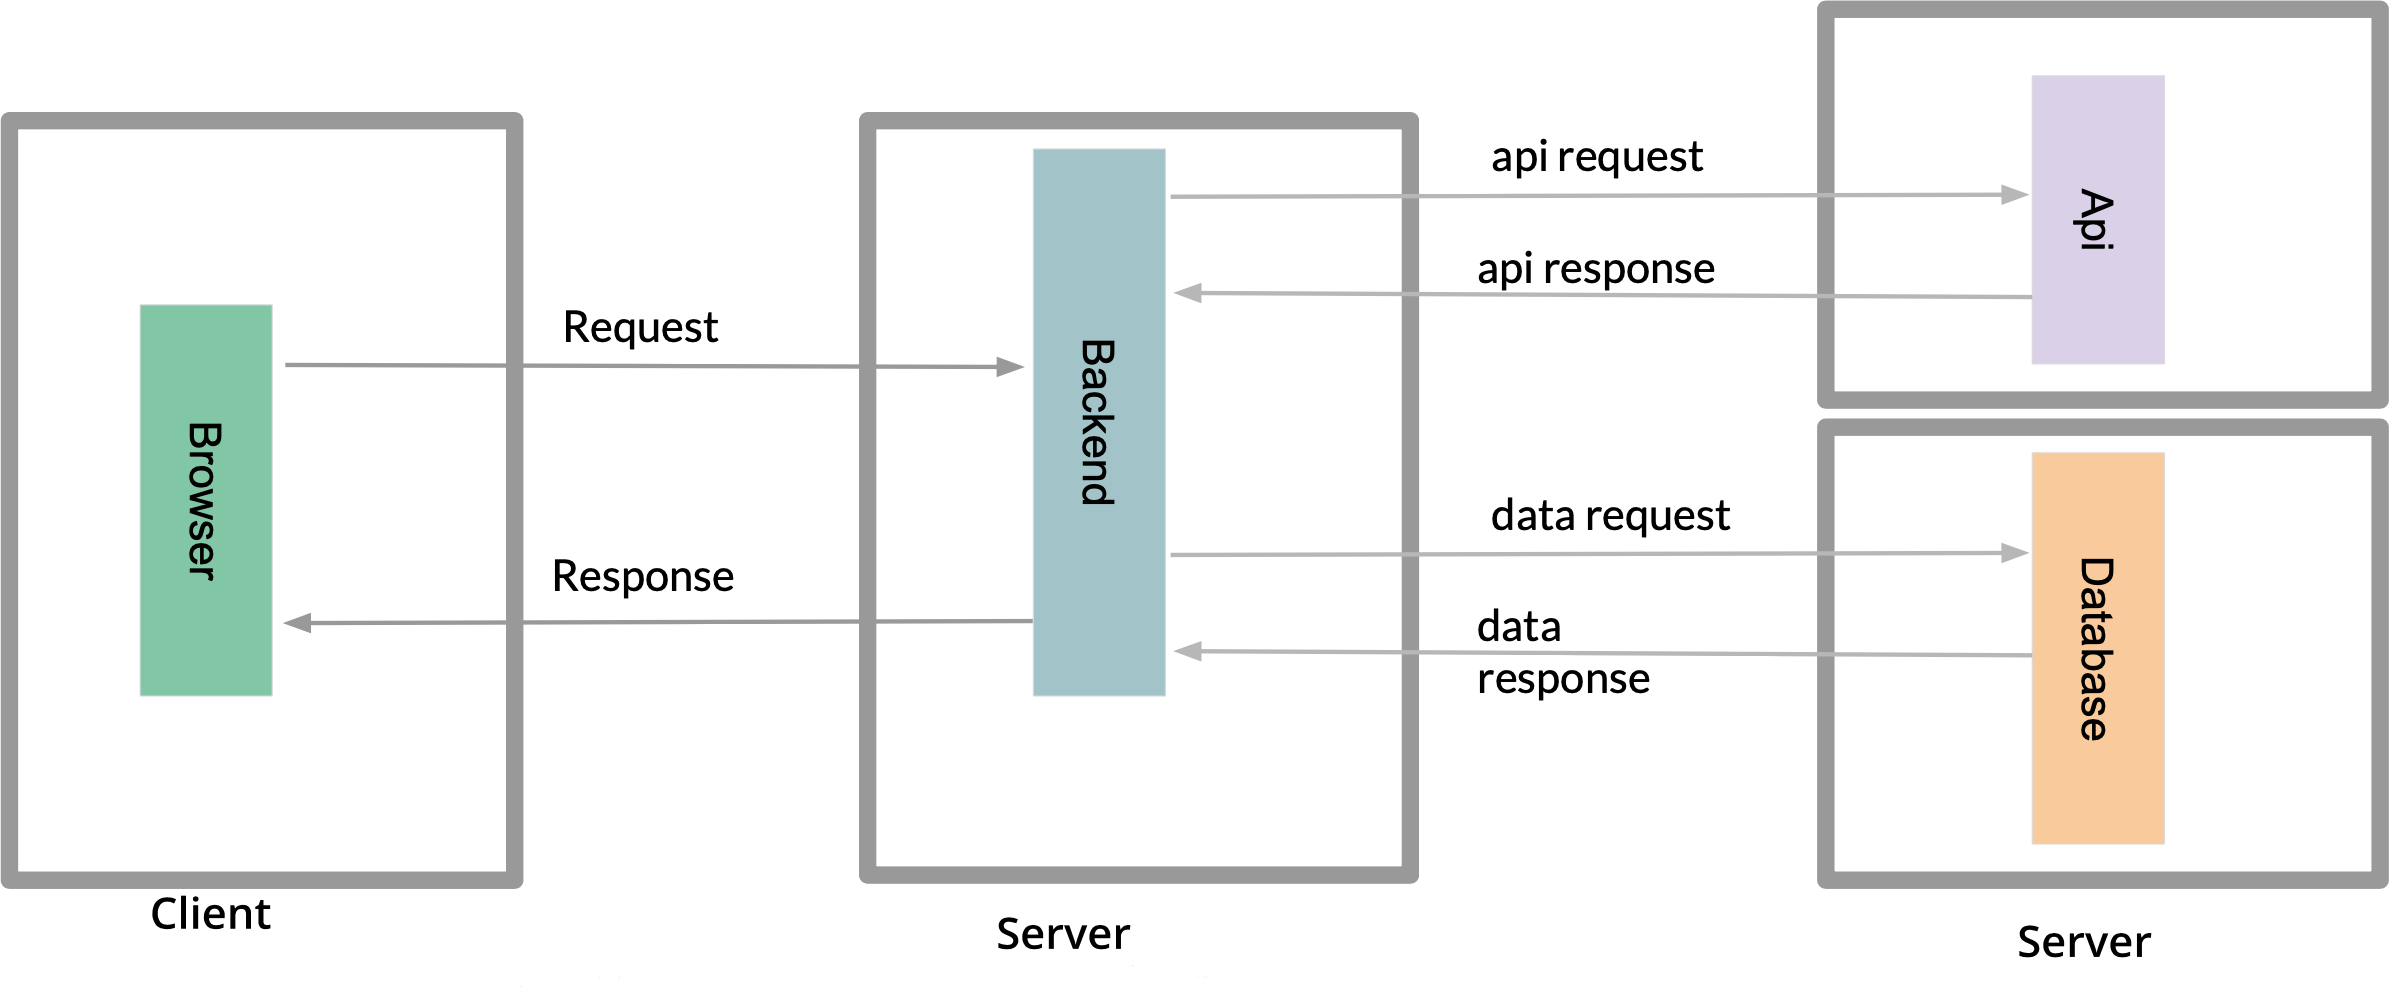 Browser
Client
Request
Response
Backend
Server
api request
api response
data request
data
response
Api
Database
Server